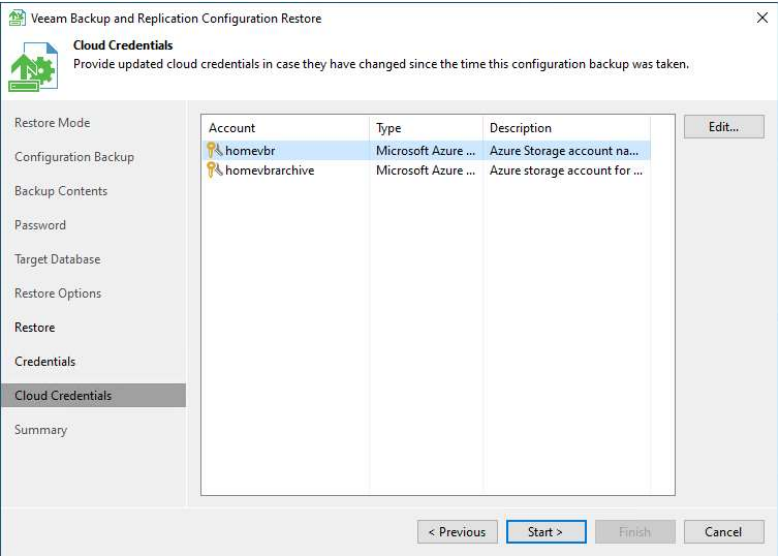 Veeam Backup and Replication Configuration Restore
Cloud Credentials
Provide updated cloud credentials in case they have changed since the time this configuration backup was taken.
Restore Mode
Configuration Backup
Backup Contents
Password
Target Database
Restore Options
Restore
Credentials
Cloud Credentials
Summary
Account Type Description
homevbr Microsoft Azure ... Azure Storage account na...
homevbrarchive Microsoft Azure ... Azure storage account for ...
Edit...
< Previous Start > Finish Cancel